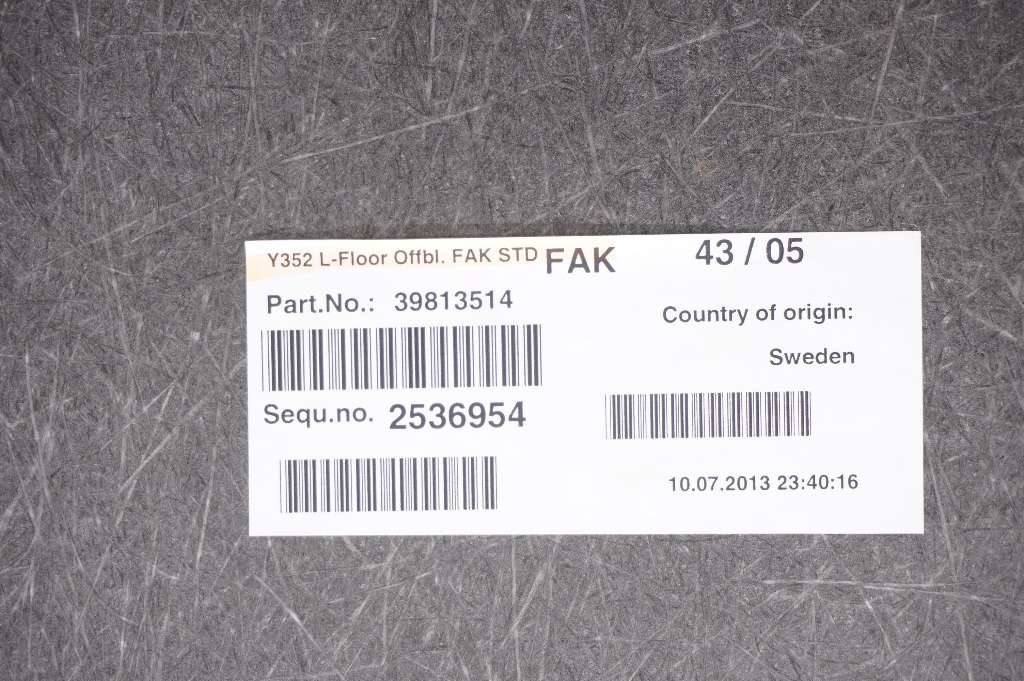 Y352 L-Floor Offbl. FAK STD FAK 43 / 05
Part.No.: 39813514
Country of origin:
Sweden
Sequ.no. 2536954
10.07.2013 23:40:16